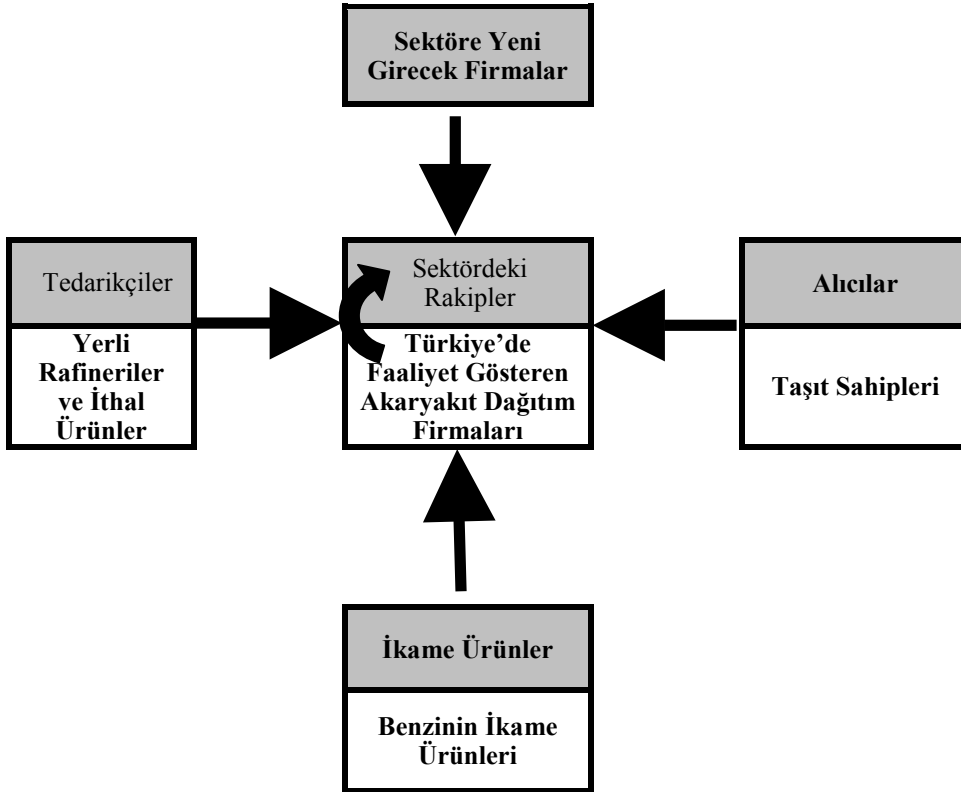 Sektöre Yeni
Girecek Firmalar
Tedarikçiler
Yerli
Rafineriler
ve İthal
Ürünler
Sektördeki
Rakipler
Türkiye’de
Faaliyet Gösteren
Akaryakıt Dağıtım
Firmaları
Alıcılar
Taşıt Sahipleri
İkame Ürünler
Benzinin İkame
Ürünleri